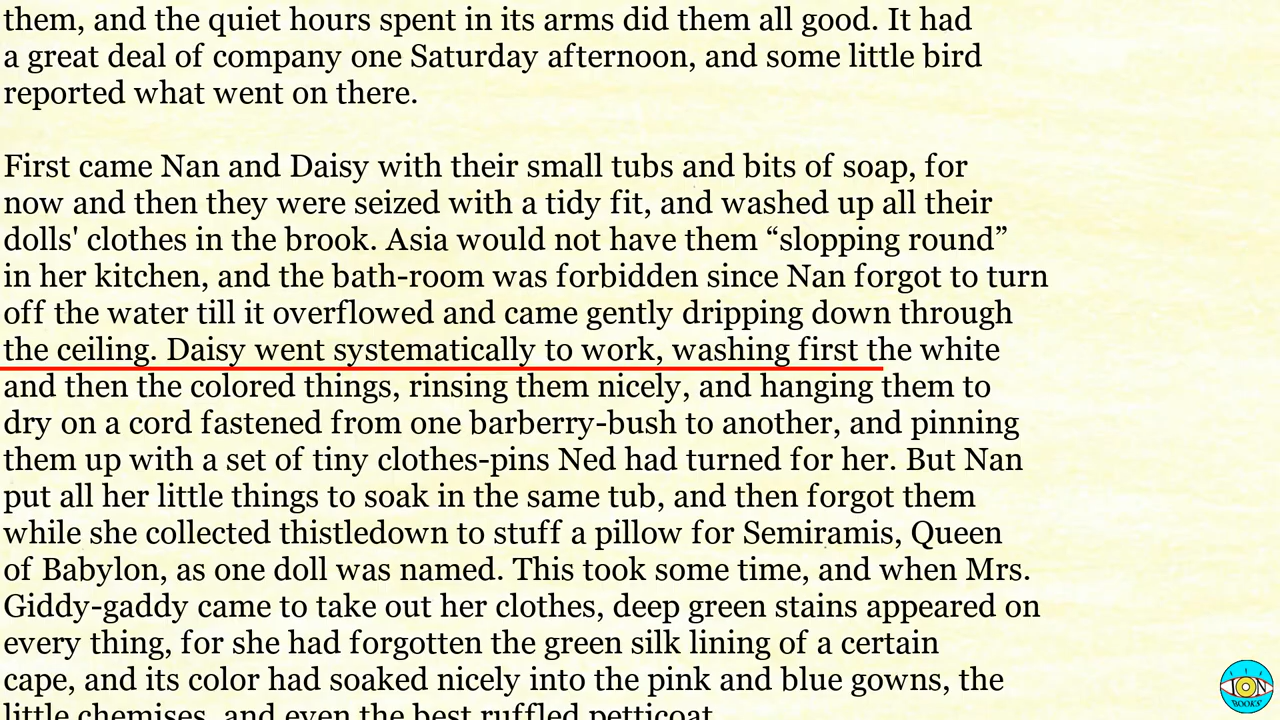 them, and the quiet hours spent in its arms did them all good. It had
a great deal of company one Saturday afternoon, and some little bird
reported what went on there.
First came Nan and Daisy with their small tubs and bits of soap, for
now and then they were seized with a tidy fit, and washed up all their
dolls' clothes in the brook. Asia would not have them “slopping round”
in her kitchen, and the bath-room was forbidden since Nan forgot to turn
off the water till it overflowed and came gently dripping down through
the ceiling. Daisy went systematically to work, washing first the white
and then the colored things, rinsing them nicely, and hanging them to
dry on a cord fastened from one barberry-bush to another, and pinning
them up with a set of tiny clothes-pins Ned had turned for her. But Nan
put all her little things to soak in the same tub, and then forgot them
while she collected thistledown to stuff a pillow for Semiramis, Queen
of Babylon, as one doll was named. This took some time, and when Mrs.
Giddy-gaddy came to take out her clothes, deep green stains appeared on
every thing, for she had forgotten the green silk lining of a certain
cape, and its color had soaked nicely into the pink and blue gowns, the
little chemises, and even the best ruffled petticoat.
BOOKS